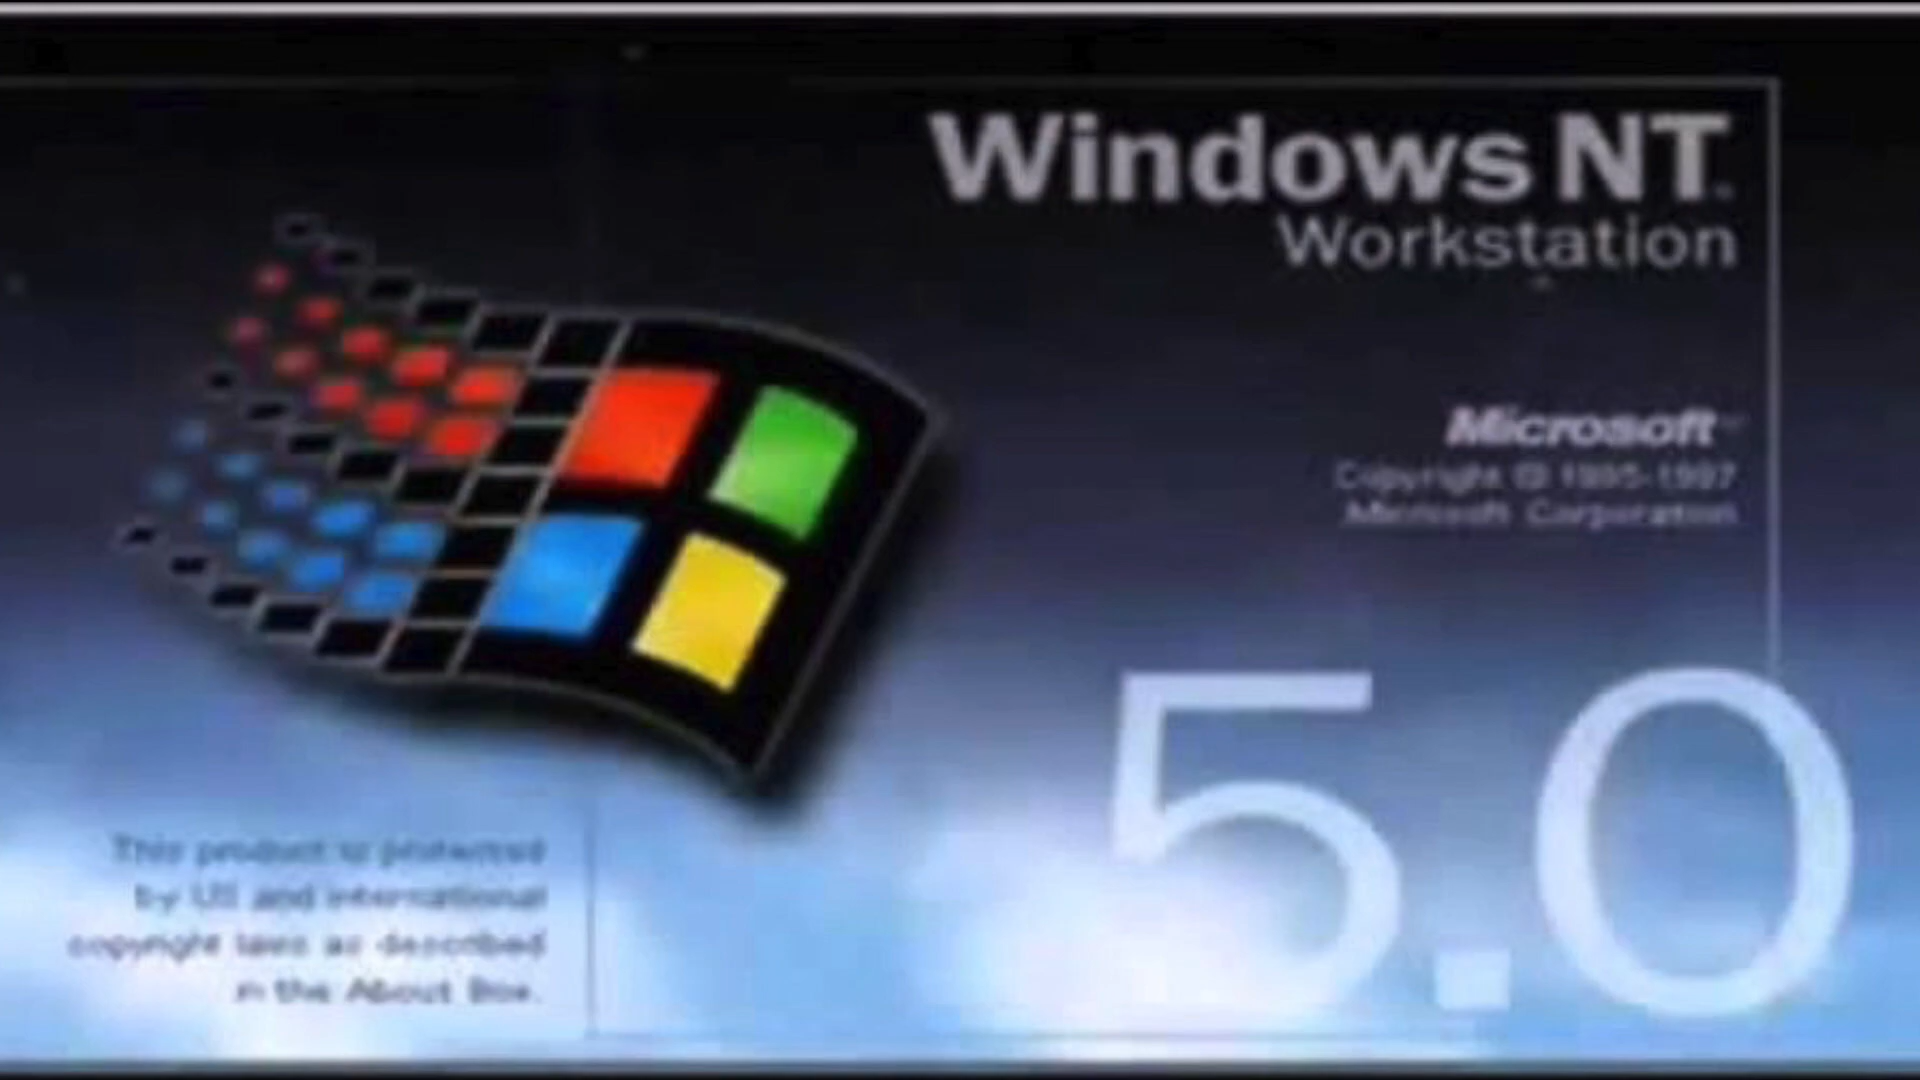 Windows NT
Workstation
Microsoft
Copyright © 1995-1997
Microsoft Corporation
5.0
This product is protected
by US and international
copyright laws as described
in the About Box.